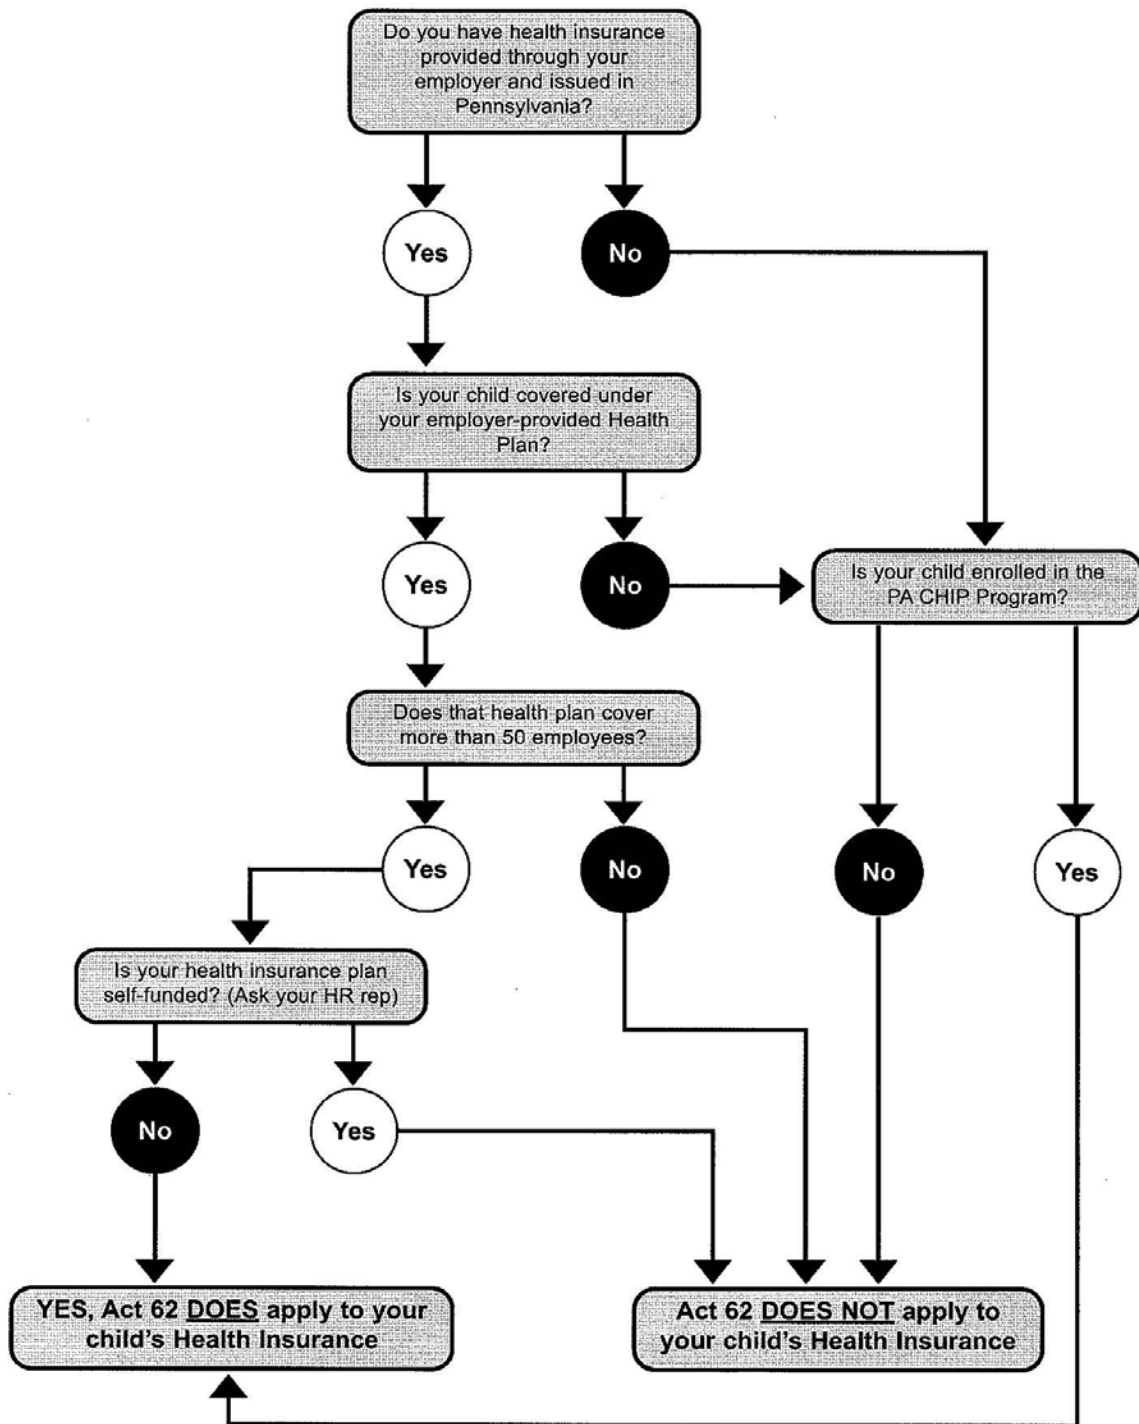 Do you have health insurance
provided through your
employer and issued in
Pennsylvania?
Yes
No
Is your child covered under
your employer-provided Health
Plan?
Yes
No
Is your child enrolled in the
PA CHIP Program?
Does that health plan cover
more than 50 employees?
Yes
No
No
Yes
Is your health insurance plan
self-funded? (Ask your HR rep)
No
Yes
YES, Act 62 DOES apply to your
child's Health Insurance
Act 62 DOES NOT apply to
your child's Health Insurance